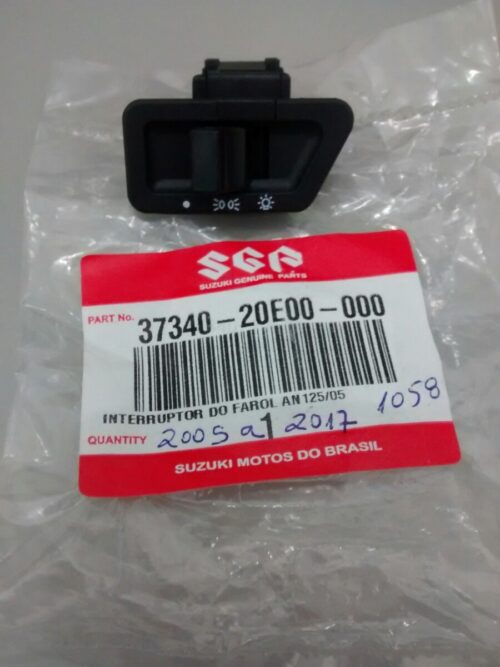 SGP
SUZUKI GENUINE PARTS
PART No. 37340-20E00-000
INTERRUPTOR DO FAROL AN125/05
QUANTITY 1 2005 a 2017 1058
SUZUKI MOTOS DO BRASIL